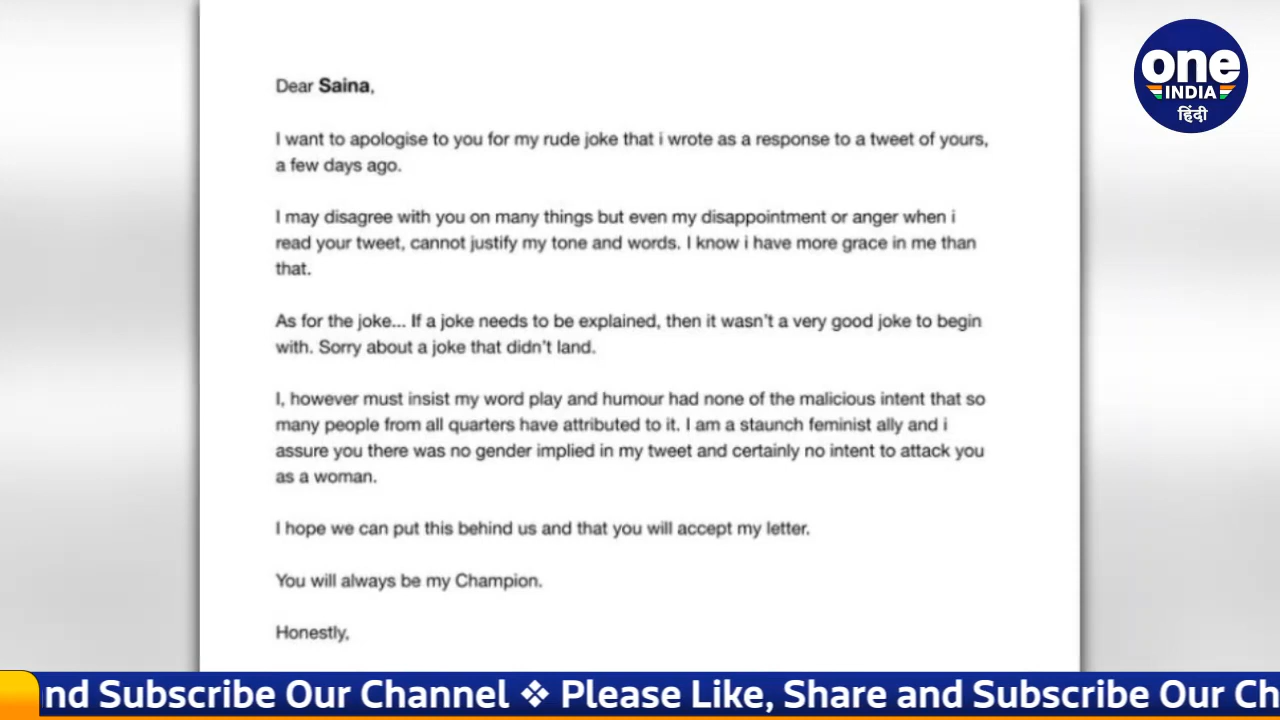 one
INDIA
हिंदी
Dear Saina,
I want to apologise to you for my rude joke that i wrote as a response to a tweet of yours,
a few days ago.
I may disagree with you on many things but even my disappointment or anger when i
read your tweet, cannot justify my tone and words. I know i have more grace in me than
that.
As for the joke... If a joke needs to be explained, then it wasn't a very good joke to begin
with. Sorry about a joke that didn't land.
I, however must insist my word play and humour had none of the malicious intent that so
many people from all quarters have attributed to it. I am a staunch feminist ally and i
assure you there was no gender implied in my tweet and certainly no intent to attack you
as a woman.
I hope we can put this behind us and that you will accept my letter.
You will always be my Champion.
Honestly,
nd Subscribe Our Channel ❖ Please Like, Share and Subscribe Our Ch